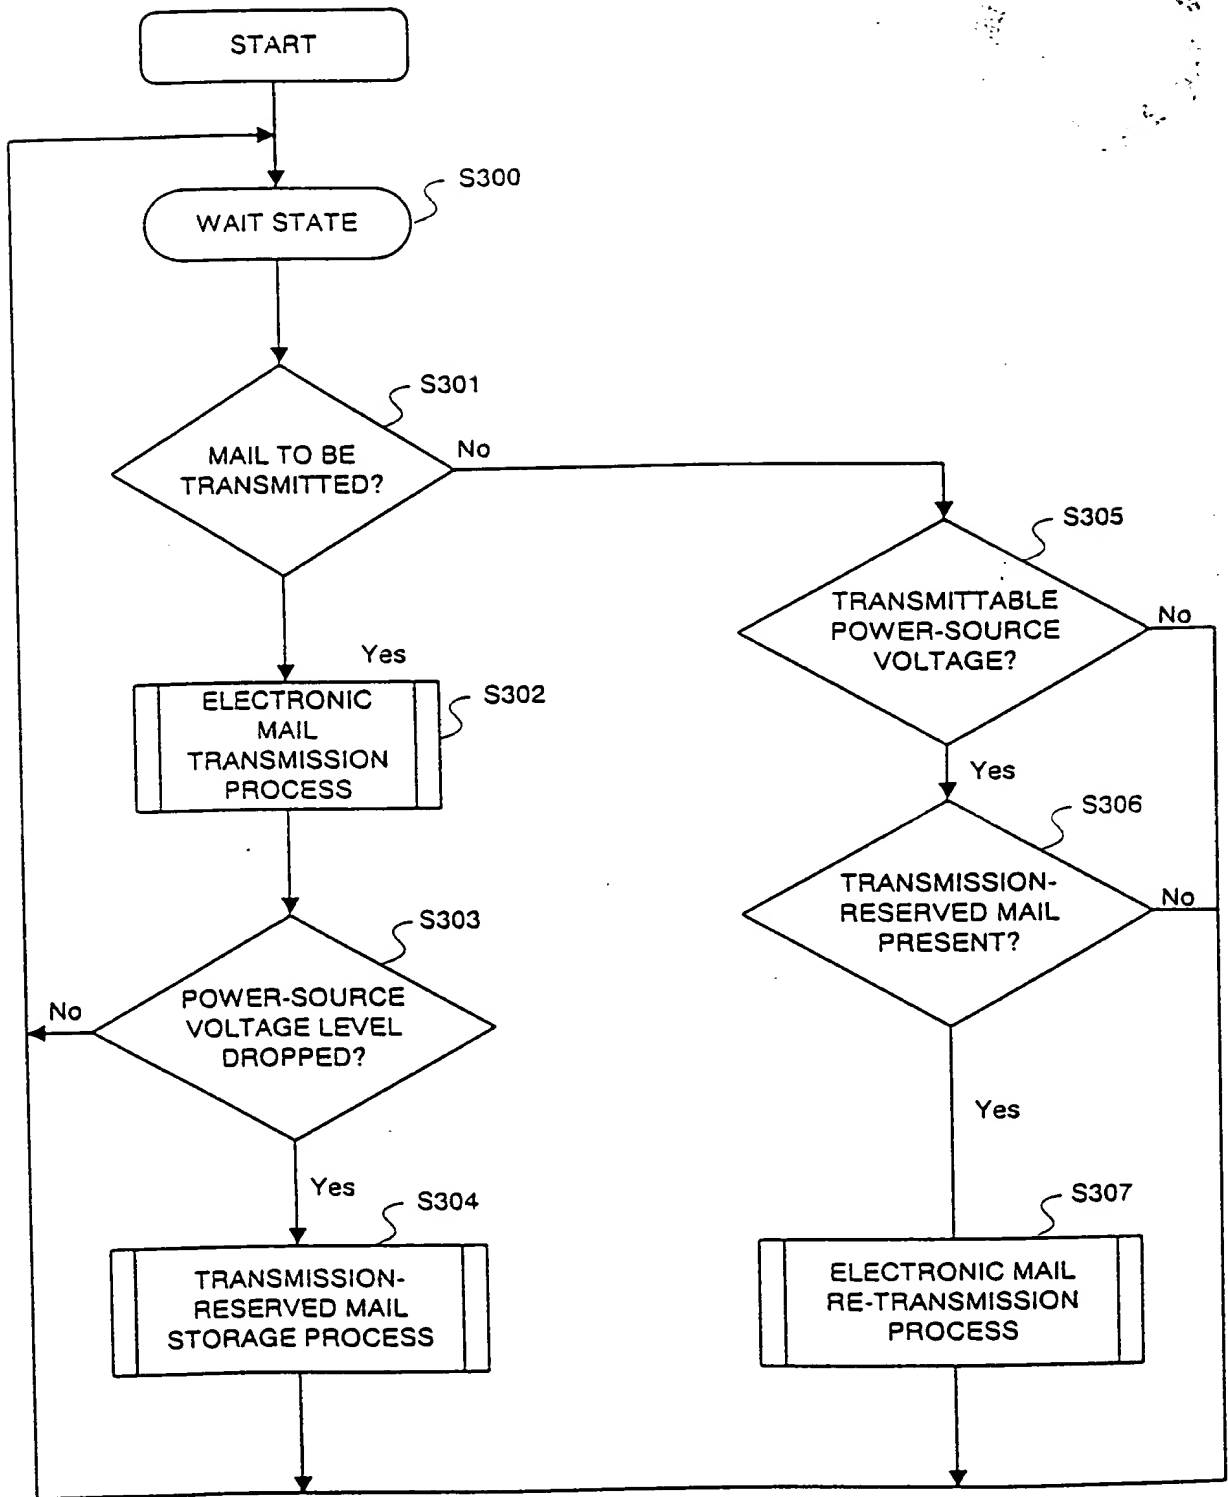 START
S300
WAIT STATE
S301
MAIL TO BE
TRANSMITTED?
No
Yes
S302
ELECTRONIC
MAIL
TRANSMISSION
PROCESS
S303
POWER-SOURCE
VOLTAGE LEVEL
DROPPED?
No
Yes
S304
TRANSMISSION-
RESERVED MAIL
STORAGE PROCESS
S305
TRANSMITTABLE
POWER-SOURCE
VOLTAGE?
No
Yes
S306
TRANSMISSION-
RESERVED MAIL
PRESENT?
No
Yes
S307
ELECTRONIC MAIL
RE-TRANSMISSION
PROCESS